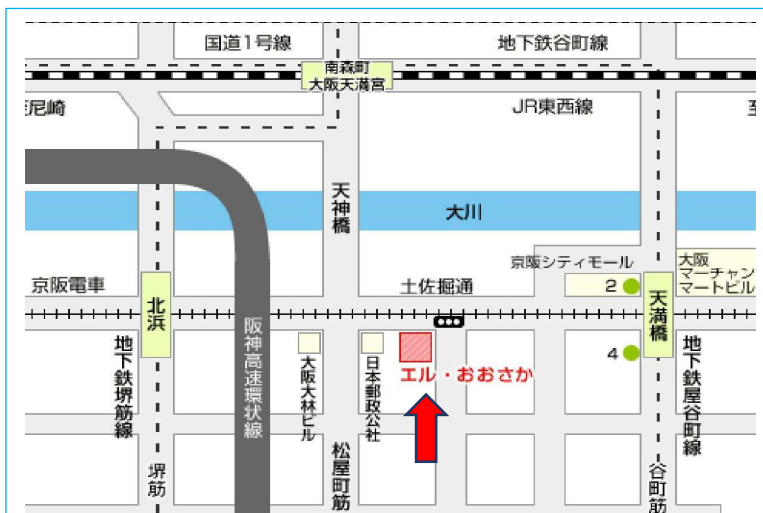 国道1号線
地下鉄谷町線
南森町
大阪天満宮
尼崎
JR東西線
天神橋
大川
京阪シティモール
大阪
マーチャン
マートビル
京阪電車
土佐掘通
2
北浜
天満橋
阪神高速環状線
地下鉄堺筋線
大阪大林ビル
日本郵政公社
エル・おおさか
4
地下鉄屋谷町線
堺筋
松屋町筋
谷町筋